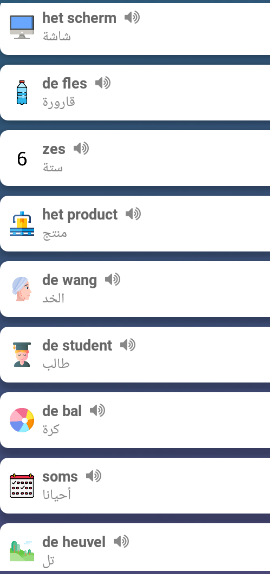 het scherm
شاشة
de fles
قارورة
6
zes
ستة
het product
منتج
de wang
الخد
de student
طالب
de bal
كرة
soms
أحيانا
de heuvel
تل